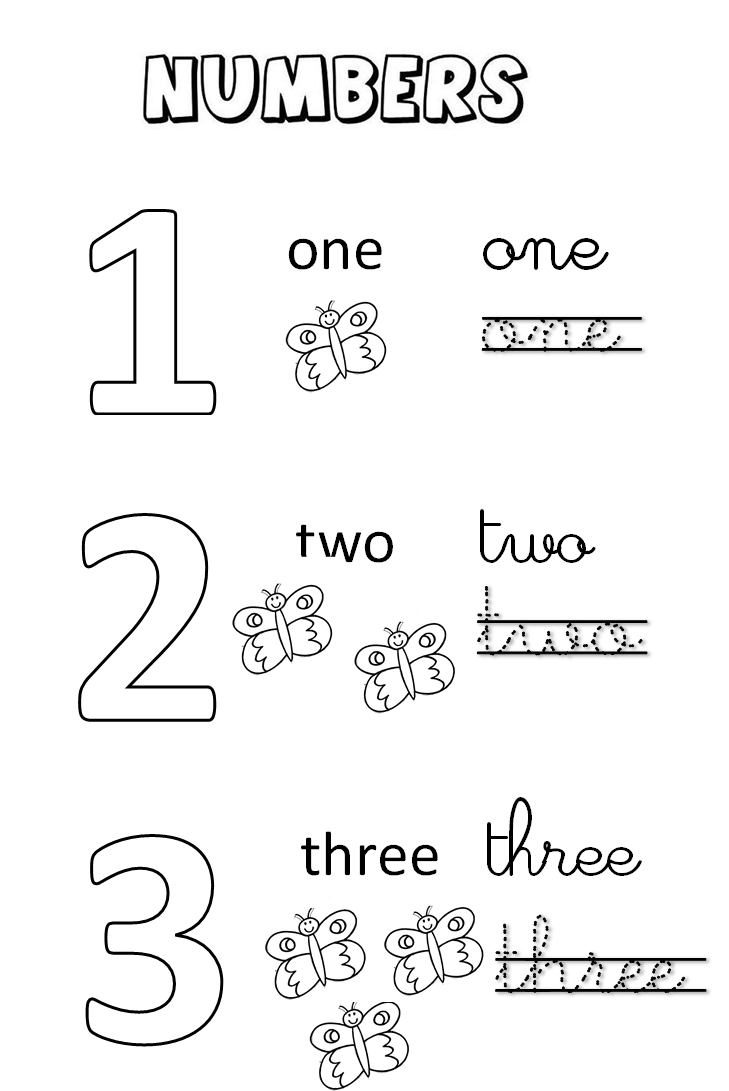 NUMBERS
1
one one
one
2
two two
two
3
three three
three